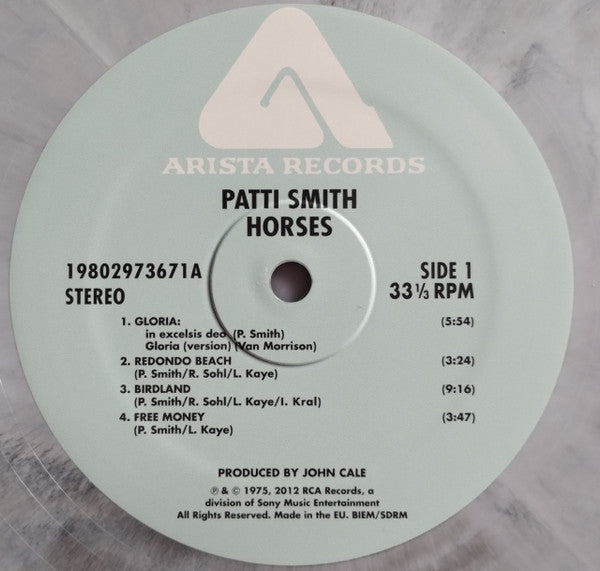 ARISTA RECORDS
PATTI SMITH
HORSES
19802973671A
STEREO
SIDE 1
33 ⅓ RPM
1. GLORIA: (5:54)
in excelsis deo (P. Smith)
Gloria (version) (Van Morrison)
2. REDONDO BEACH (3:24)
(P. Smith/R. Sohl/L. Kaye)
3. BIRDLAND (9:16)
(P. Smith/R. Sohl/L. Kaye/I. Kral)
4. FREE MONEY (3:47)
(P. Smith/L. Kaye)
PRODUCED BY JOHN CALE
℗ & © 1975, 2012 RCA Records, a
division of Sony Music Entertainment
All Rights Reserved. Made in the EU. BIEM/SDRM